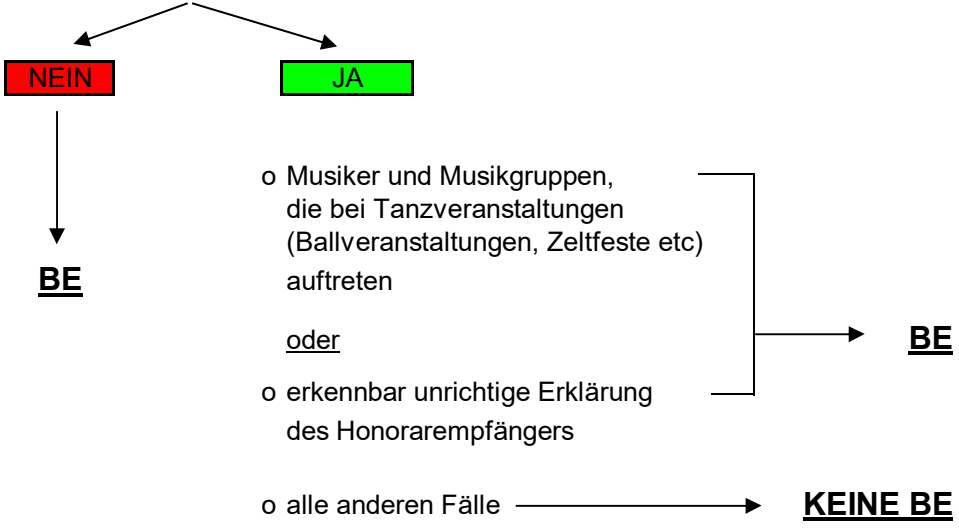 NEIN
JA
o Musiker und Musikgruppen,
die bei Tanzveranstaltungen
(Ballveranstaltungen, Zeltfeste etc)
auftreten
BE
oder
BE
o erkennbar unrichtige Erklärung
des Honorarempfängers
o alle anderen Fälle
KEINE BE